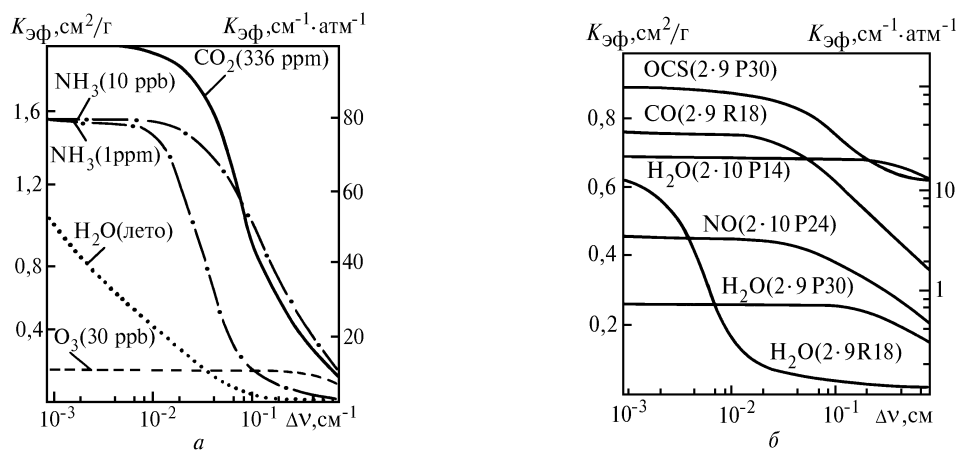 Kэф,см²/г
Kэф,см⁻¹·атм⁻¹
CO₂(336 ppm)
NH₃(10 ppb)
1,6
80
NH₃(1ppm)
1,2
60
H₂O(лето)
0,8
40
0,4
O₃(30 ppb)
20
10⁻³
10⁻²
10⁻¹
Δν,см⁻¹
а
Kэф,см²/г
Kэф,см⁻¹·атм⁻¹
OCS(2·9 P30)
0,8
CO(2·9 R18)
H₂O(2·10 P14)
0,6
10
NO(2·10 P24)
0,4
H₂O(2·9 P30)
1
0,2
H₂O(2·9R18)
10⁻³
10⁻²
10⁻¹
Δν,см
б